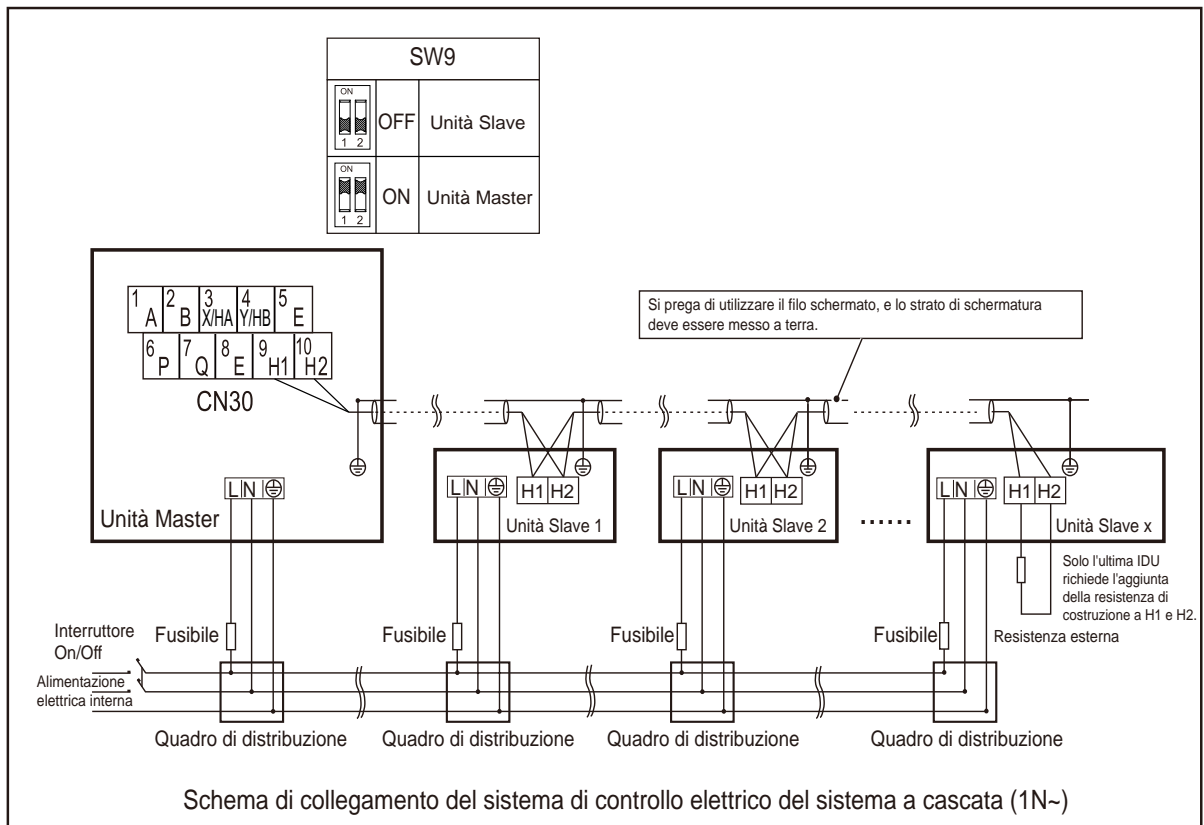 SW9
ON
1 2
OFF
Unità Slave
ON
1 2
ON
Unità Master
Si prega di utilizzare il filo schermato, e lo strato di schermatura
deve essere messo a terra.
1 A 2 B 3 X/HA 4 Y/HB 5 E
6 P 7 Q 8 E 9 H1 10 H2
CN30
L N
Unità Master
L N
H1 H2
Unità Slave 1
L N
H1 H2
Unità Slave 2
......
L N
H1 H2
Unità Slave x
Solo l'ultima IDU
richiede l'aggiunta
della resistenza di
costruzione a H1 e H2.
Resistenza esterna
Interruttore
On/Off
Fusibile
Fusibile
Fusibile
Fusibile
Alimentazione
elettrica interna
Quadro di distribuzione
Quadro di distribuzione
Quadro di distribuzione
Quadro di distribuzione
Schema di collegamento del sistema di controllo elettrico del sistema a cascata (1N~)